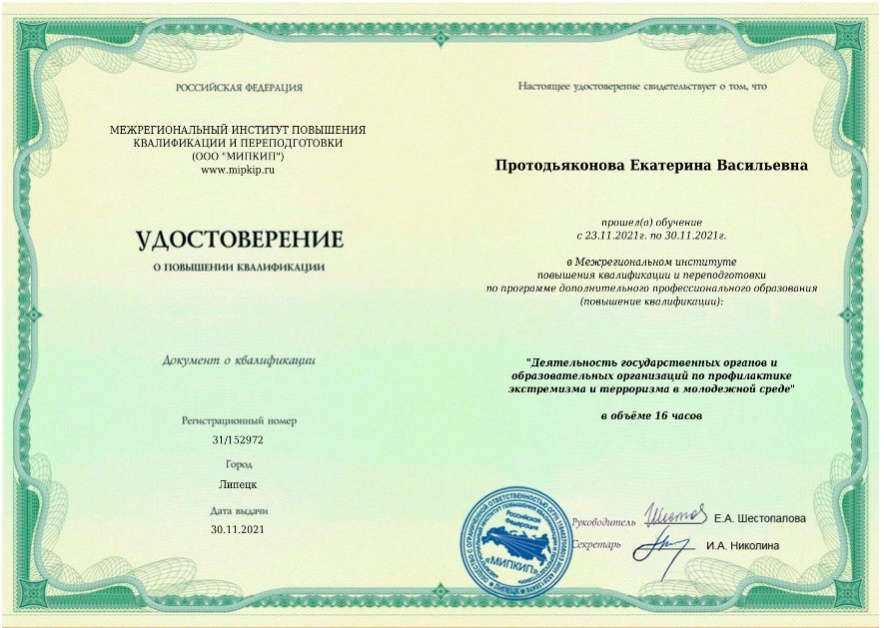 РОССИЙСКАЯ ФЕДЕРАЦИЯ
МЕЖРЕГИОНАЛЬНЫЙ ИНСТИТУТ ПОВЫШЕНИЯ
КВАЛИФИКАЦИИ И ПЕРЕПОДГОТОВКИ
(ООО "МИПКИП")
www.mipkip.ru
УДОСТОВЕРЕНИЕ
О ПОВЫШЕНИИ КВАЛИФИКАЦИИ
Документ о квалификации
Регистрационный номер
31/152972
Город
Липецк
Дата выдачи
30.11.2021
Настоящее удостоверение свидетельствует о том, что
Протодьяконова Екатерина Васильевна
прошел(а) обучение
с 23.11.2021г. по 30.11.2021г.
в Межрегиональном институте
повышения квалификации и переподготовки
по программе дополнительного профессионального образования
(повышение квалификации):
"Деятельность государственных органов и
образовательных организаций по профилактике
экстремизма и терроризма в молодежной среде"
в объёме 16 часов
Российская
Федерация
«МИПКИП»
Руководитель Е.А. Шестопалова
Секретарь И.А. Николина